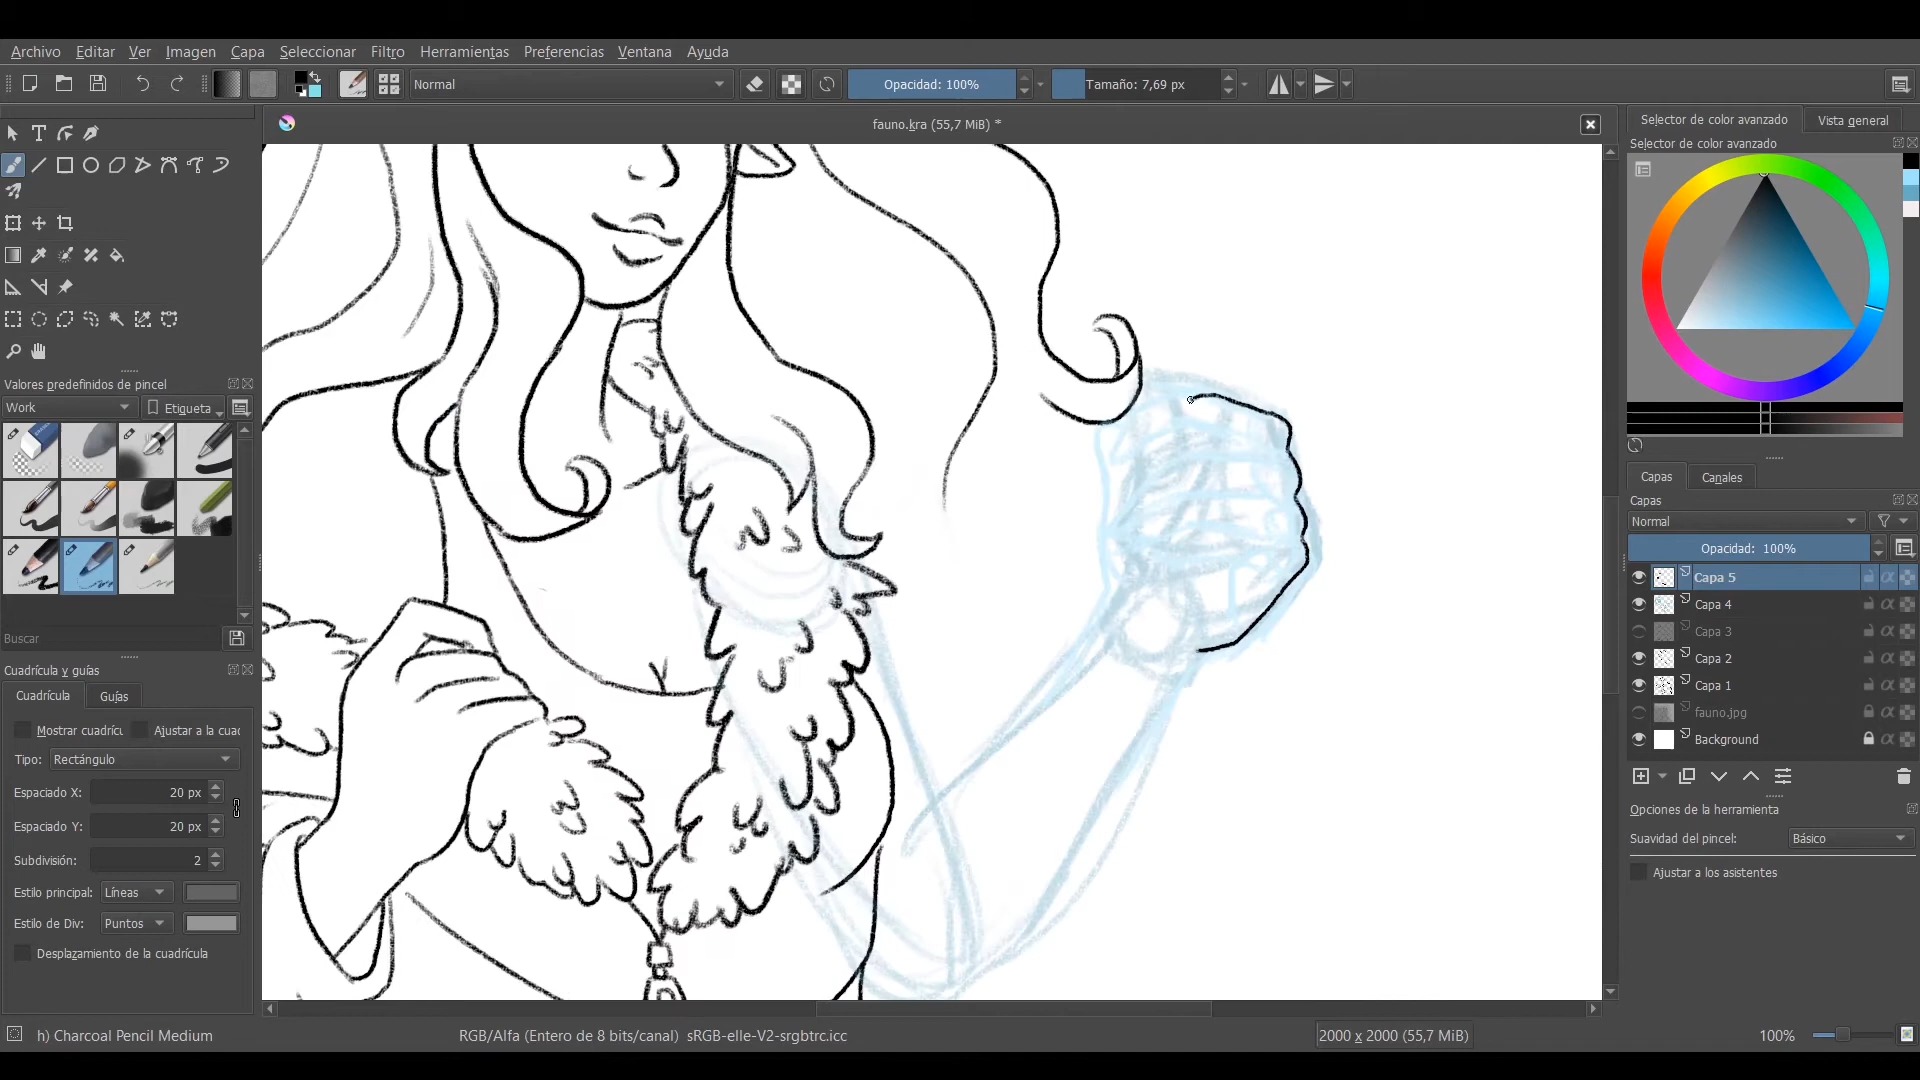 Archivo Editar Ver Imagen Capa Seleccionar Filtro Herramientas Preferencias Ventana Ayuda
Normal
Opacidad: 100%
Tamaño: 7,69 px
fauno.kra (55,7 MiB) *
Valores predefinidos de pincel
Work
Etiqueta
Buscar
Cuadrícula y guías
Cuadrícula Guías
Mostrar cuadrícu Ajustar a la cuad
Tipo: Rectángulo
Espaciado X: 20 px
Espaciado Y: 20 px
Subdivisión: 2
Estilo principal: Líneas
Estilo de Div: Puntos
Desplazamiento de la cuadrícula
Selector de color avanzado Vista general
Selector de color avanzado
Capas Canales
Capas
Normal
Opacidad: 100%
Capa 5
Capa 4
Capa 3
Capa 2
Capa 1
fauno.jpg
Background
Opciones de la herramienta
Suavidad del pincel: Básico
Ajustar a los asistentes
h) Charcoal Pencil Medium
RGB/Alfa (Entero de 8 bits/canal) sRGB-elle-V2-srgbtrc.icc
2000 x 2000 (55,7 MiB)
100%